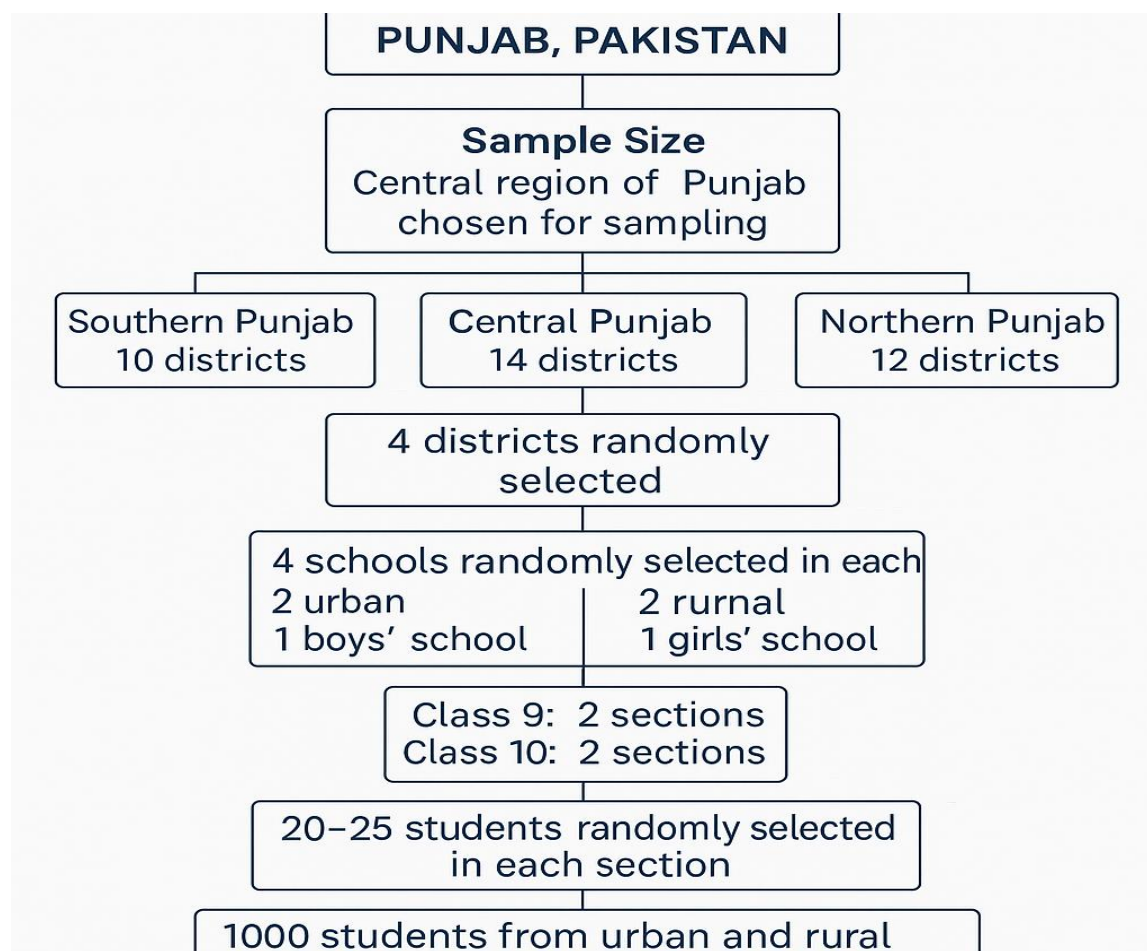 PUNJAB, PAKISTAN
Sample Size
Central region of Punjab
chosen for sampling
Southern Punjab
10 districts
Central Punjab
14 districts
Northern Punjab
12 districts
4 districts randomly
selected
4 schools randomly selected in each
2 urban
1 boys’ school
2 rurnal
1 girls’ school
Class 9: 2 sections
Class 10: 2 sections
20–25 students randomly selected
in each section
1000 students from urban and rural